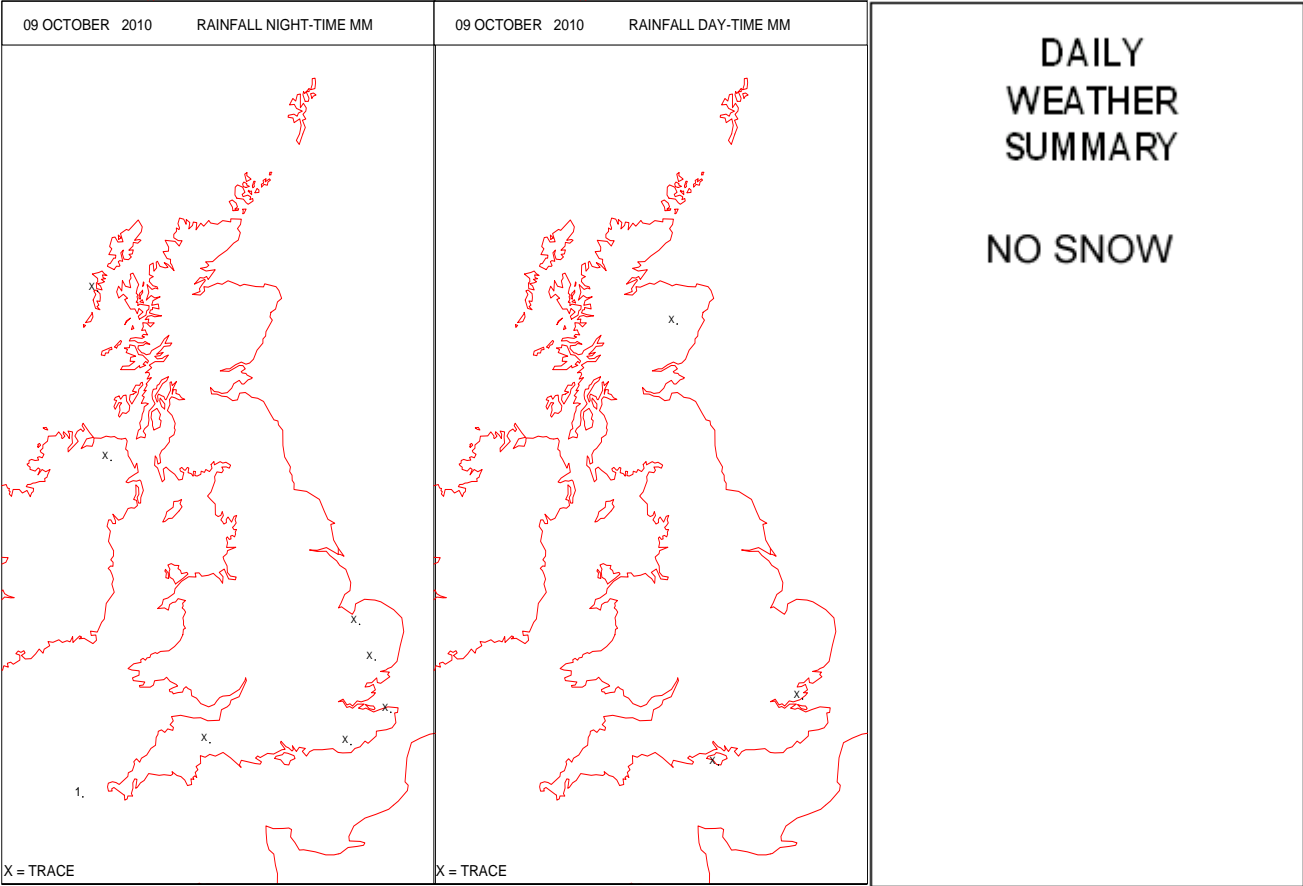 09 OCTOBER 2010 RAINFALL NIGHT-TIME MM
X
X.
X.
X.
X.
X.
X.
1.
X = TRACE
09 OCTOBER 2010 RAINFALL DAY-TIME MM
X.
X.
X.
X = TRACE
DAILY
WEATHER
SUMMARY
NO SNOW